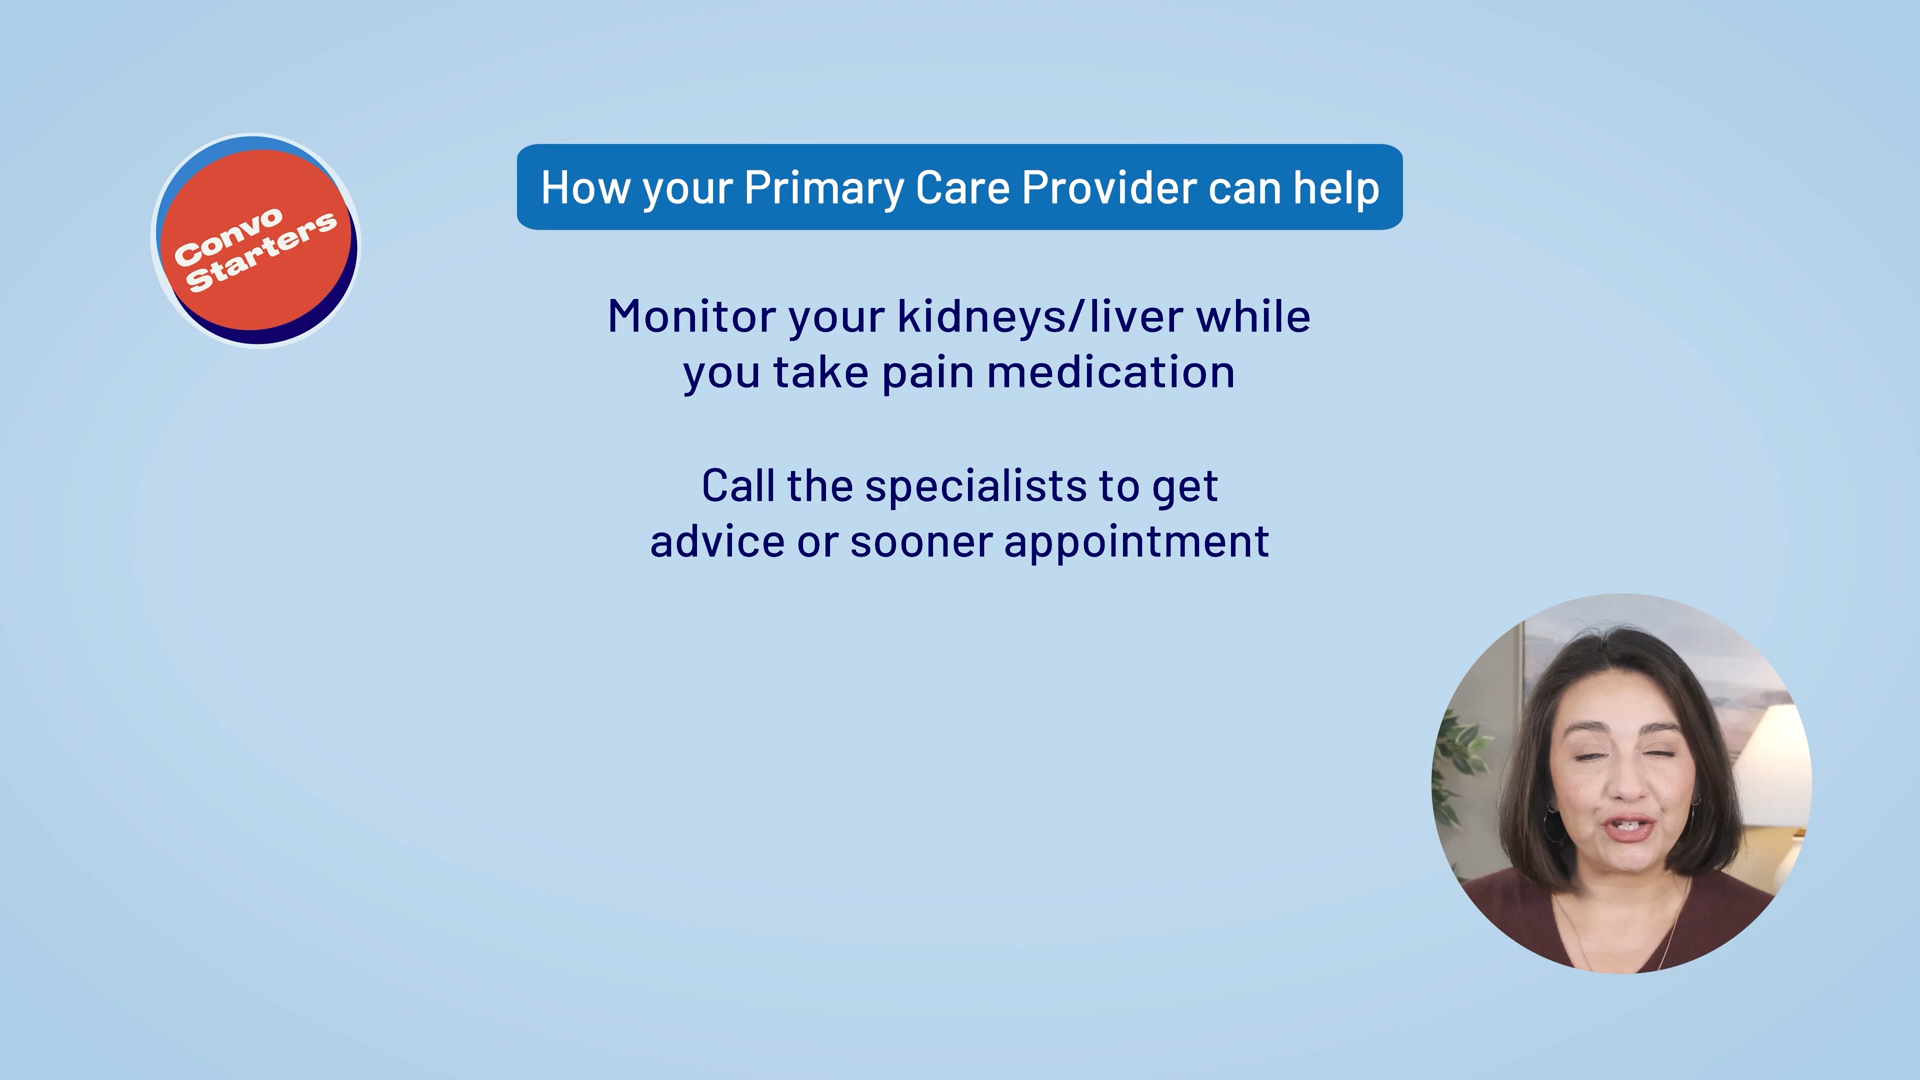 Convo
Starters
How your Primary Care Provider can help
Monitor your kidneys/liver while
you take pain medication
Call the specialists to get
advice or sooner appointment